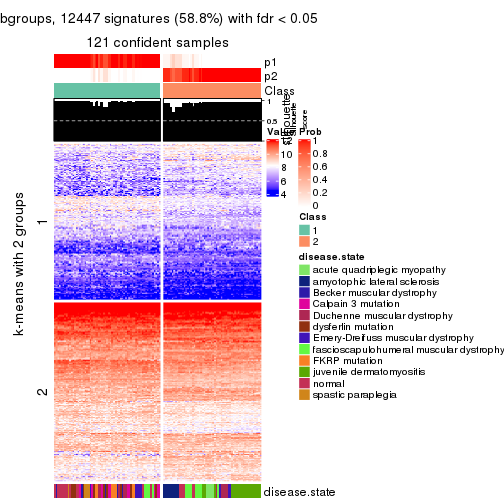 bgroups, 12447 signatures (58.8%) with fdr < 0.05
121 confident samples
p1
p2
Class
1
0.5
silhouette
score
Value
10
8
6
4
Prob
1
0.8
0.6
0.4
0.2
0
k-means with 2 groups
1
2
Class
1
2
disease.state
acute quadriplegic myopathy
amyotophic lateral sclerosis
Becker muscular dystrophy
Calpain 3 mutation
Duchenne muscular dystrophy
dysferlin mutation
Emery-Dreifuss muscular dystrophy
fascioscapulohumeral muscular dystrophy
FKRP mutation
juvenile dermatomyositis
normal
spastic paraplegia
disease.state